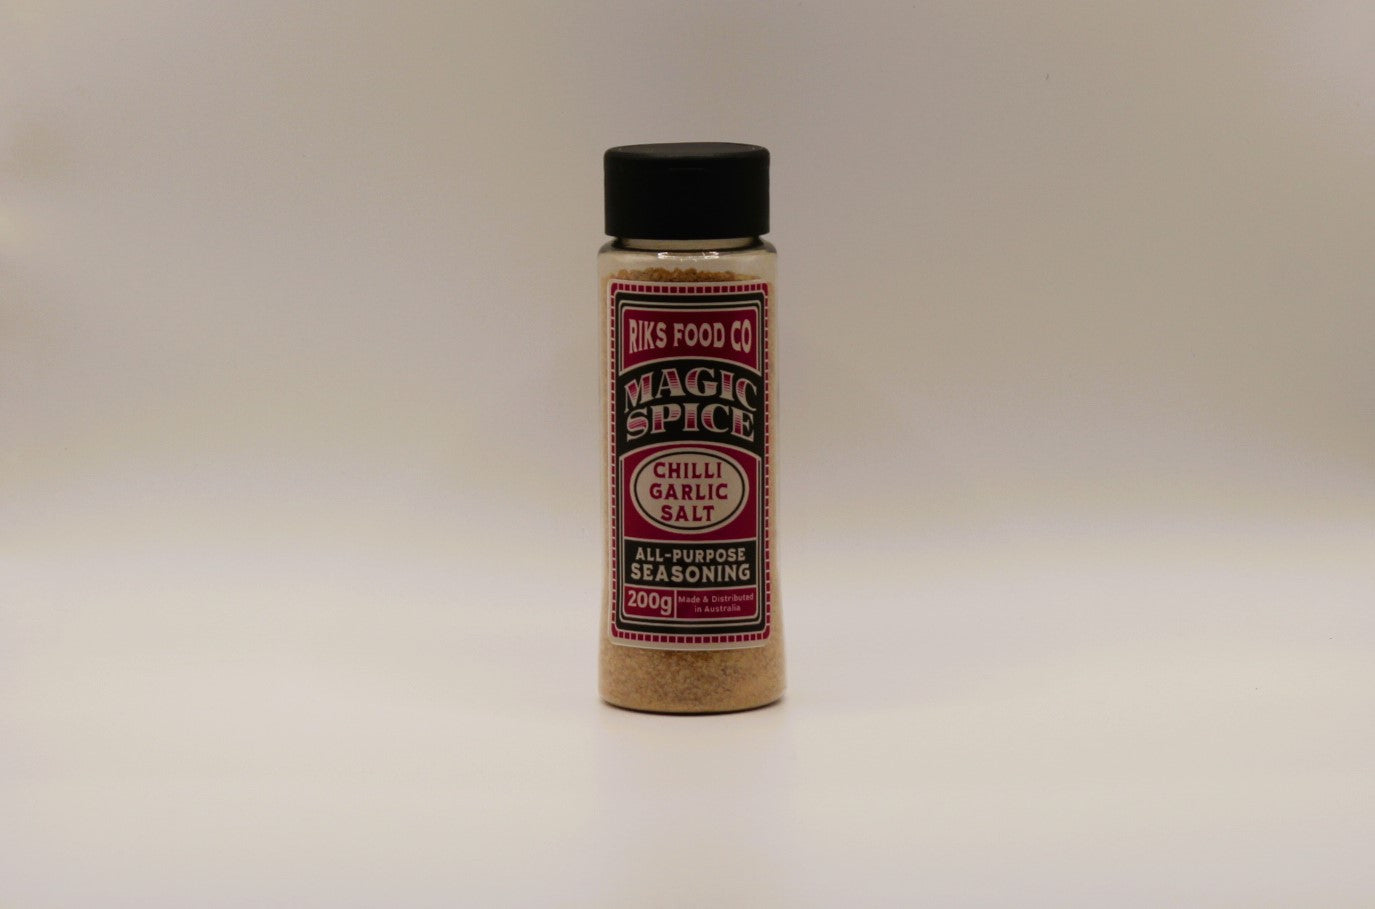 RIKS FOOD CO
MAGIC
SPICE
CHILLI
GARLIC
SALT
ALL-PURPOSE
SEASONING
200g
Made & Distributed
in Australia